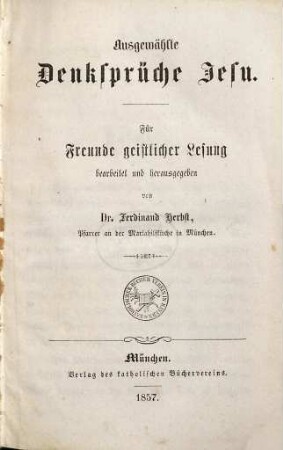 Ausgewählte
Denksprüche Jesu.
Für
Freunde geistlicher Lesung
bearbeitet und herausgegeben
von
Dr. Ferdinand Herbst,
Pfarrer an der Mariahilfkirche in München.
München.
Verlag des katholischen Büchervereins.
1857.